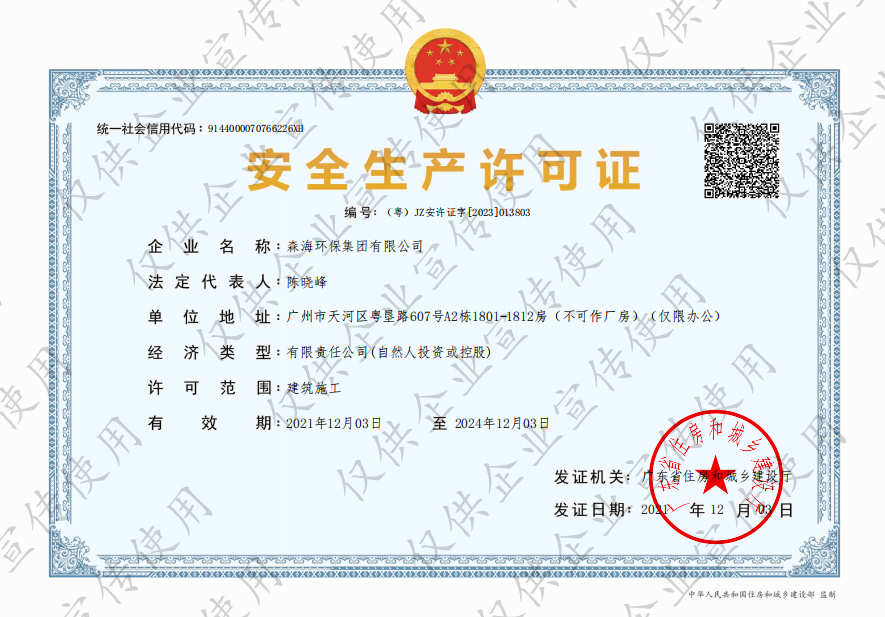 统一社会信用代码：9144000070766226XH
安全生产许可证
编号：（粤）JZ安许证字[2023]013803
企业名称：森海环保集团有限公司
法定代表人：陈晓峰
单位地址：广州市天河区粤垦路607号A2栋1801-1812房（不可作厂房）（仅限办公）
经济类型：有限责任公司(自然人投资或控股)
许可范围：建筑施工
有效期：2021年12月03日 至 2024年12月03日
发证机关：广东省住房和城乡建设厅
发证日期：2021年12月03日
广东省住房和城乡建设厅
中华人民共和国住房和城乡建设部 监制
仅供企业宣传使用